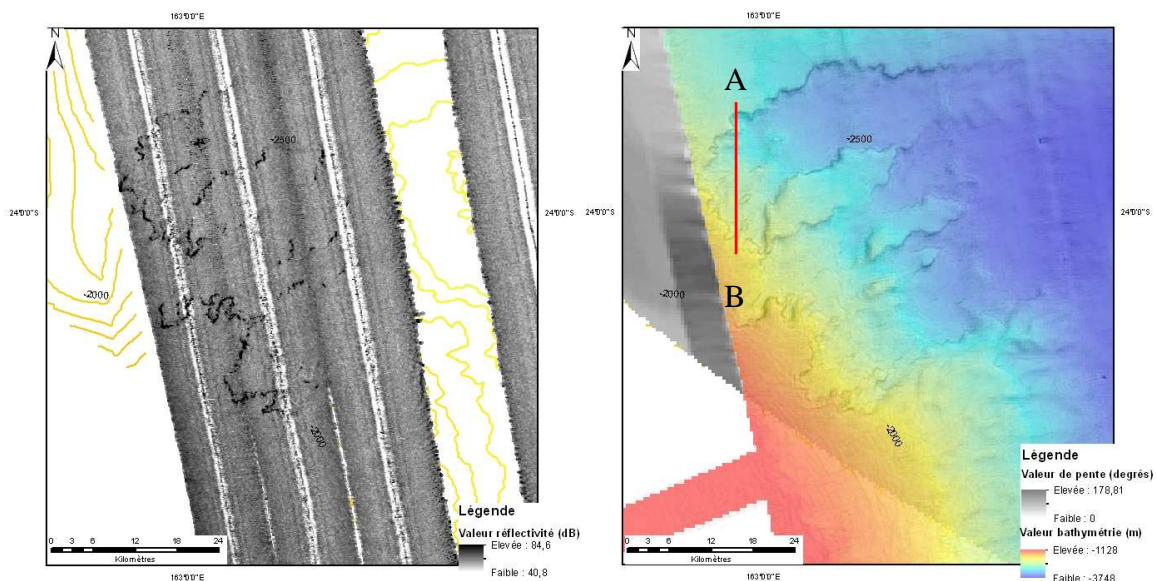 163°0'0"E
N
-2500
24°0'0"S
-2000
-2000
0 3 6 12 18 24
Kilomètres
Légende
Valeur réflectivité (dB)
Elevée : 84,6
Faible : 40,8
163°0'0"E
163°0'0"E
N
A
-2500
24°0'0"S
24°0'0"S
B
-2000
-2000
0 3 6 12 18 24
Kilomètres
Légende
Valeur de pente (degrés)
Elevée : 178,81
Faible : 0
Valeur bathymétrie (m)
Elevée : -1128
Faible : -3748
163°0'0"E